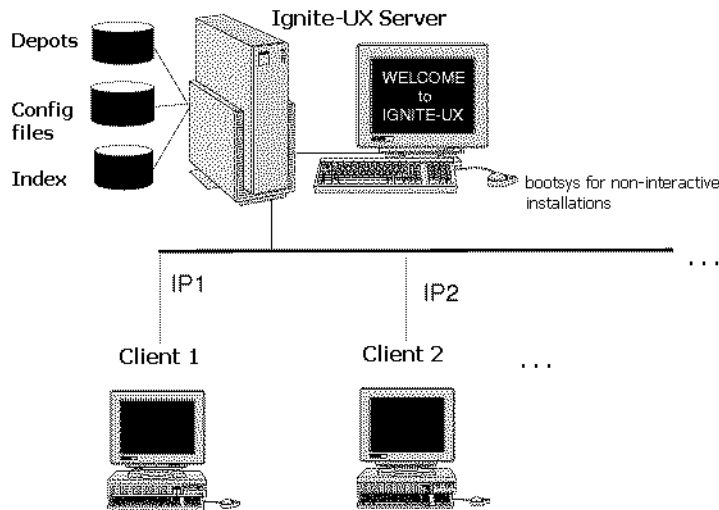 Ignite-UX Server
Depots
Config
files
Index
WELCOME
to
IGNITE-UX
bootsys for non-interactive
installations
. . .
IP1
IP2
Client 1
Client 2
. . .